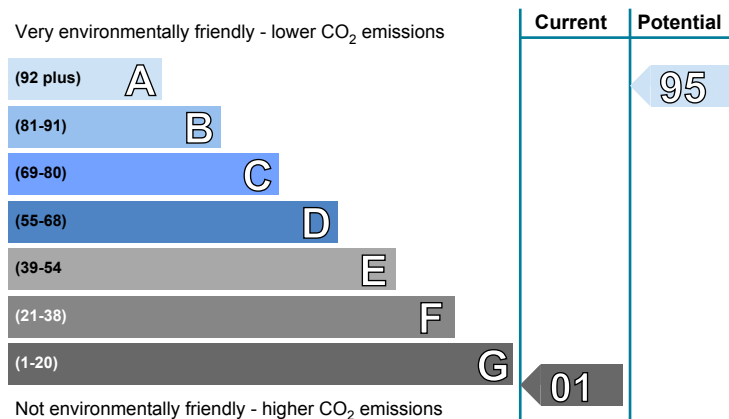 Current Potential
Very environmentally friendly - lower CO2 emissions
(92 plus) A 95
(81-91) B
(69-80) C
(55-68) D
(39-54 E
(21-38) F
(1-20) G 01
Not environmentally friendly - higher CO2 emissions